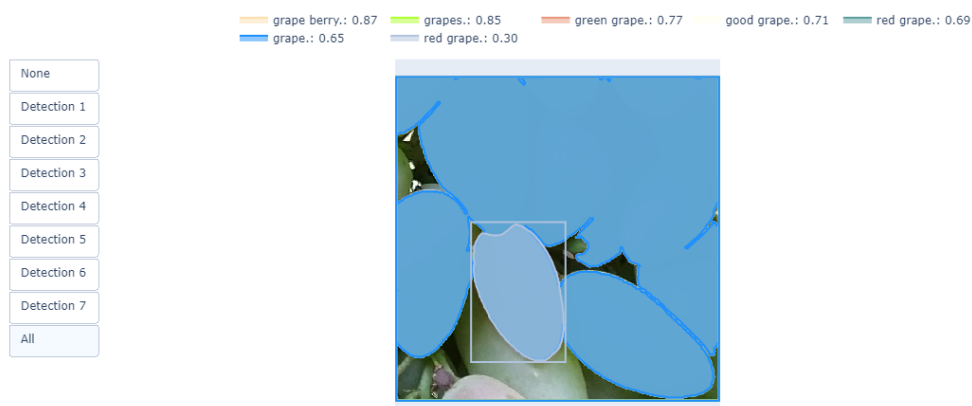 grape berry.: 0.87 grapes.: 0.85 green grape.: 0.77 good grape.: 0.71 red grape.: 0.69
grape.: 0.65 red grape.: 0.30
None
Detection 1
Detection 2
Detection 3
Detection 4
Detection 5
Detection 6
Detection 7
All